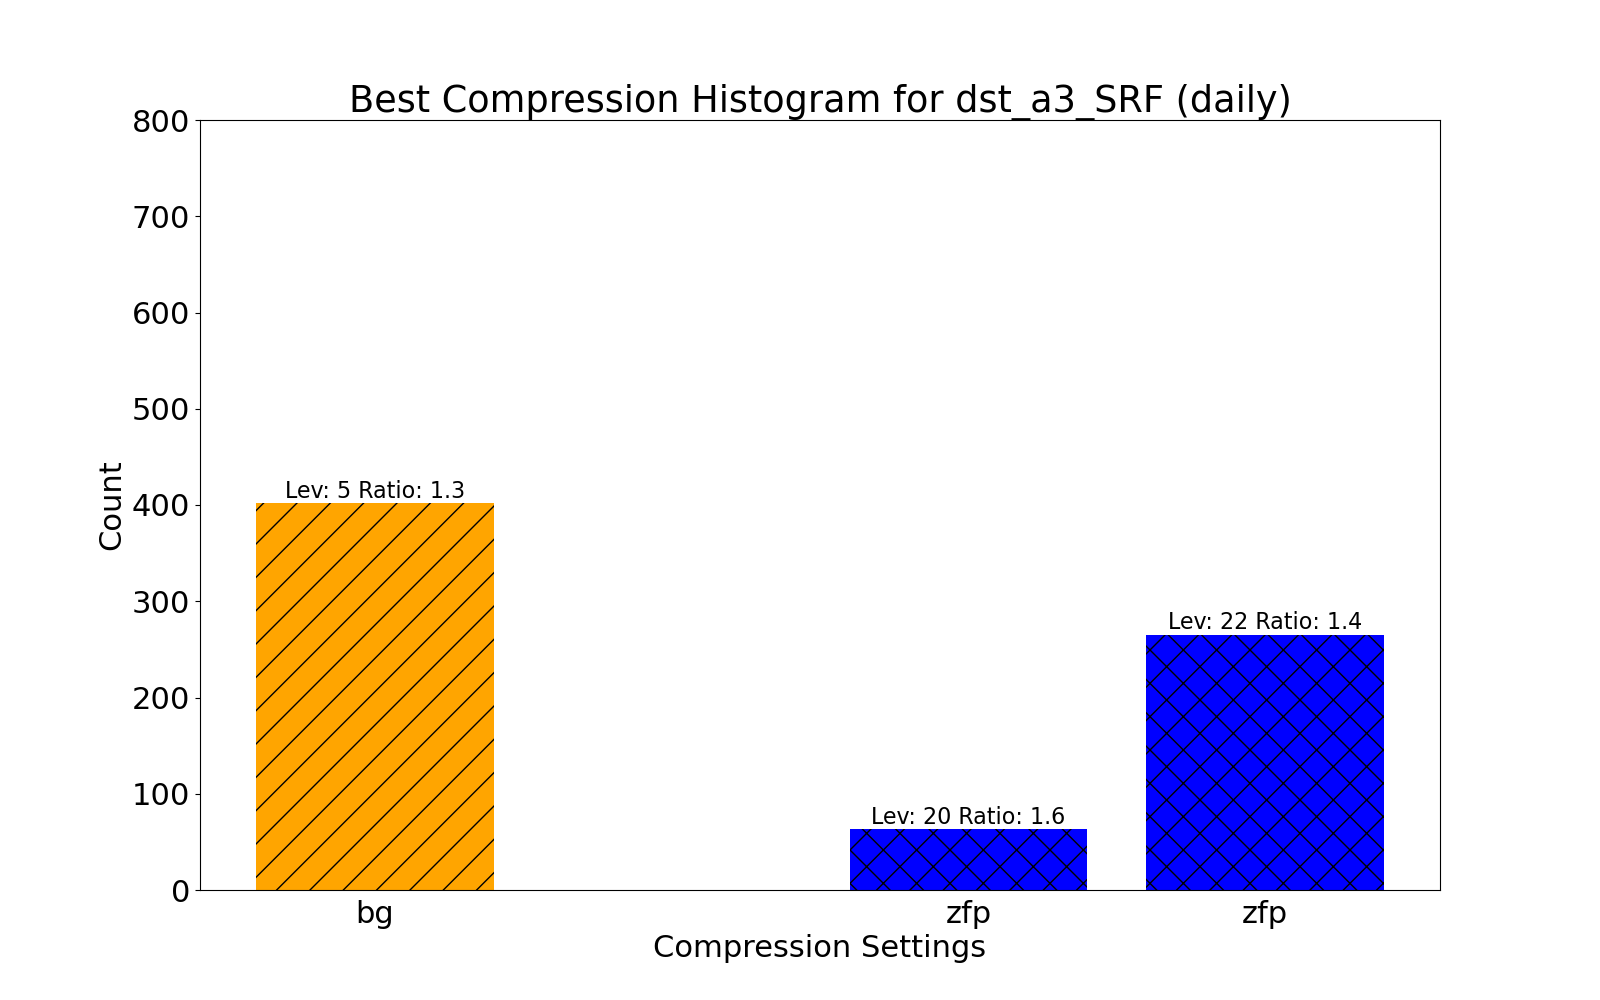 Best Compression Histogram for dst_a3_SRF (daily)
800
700
600
500
400
300
200
100
0
Count
Lev: 5 Ratio: 1.3
Lev: 20 Ratio: 1.6
Lev: 22 Ratio: 1.4
bg zfp zfp
Compression Settings